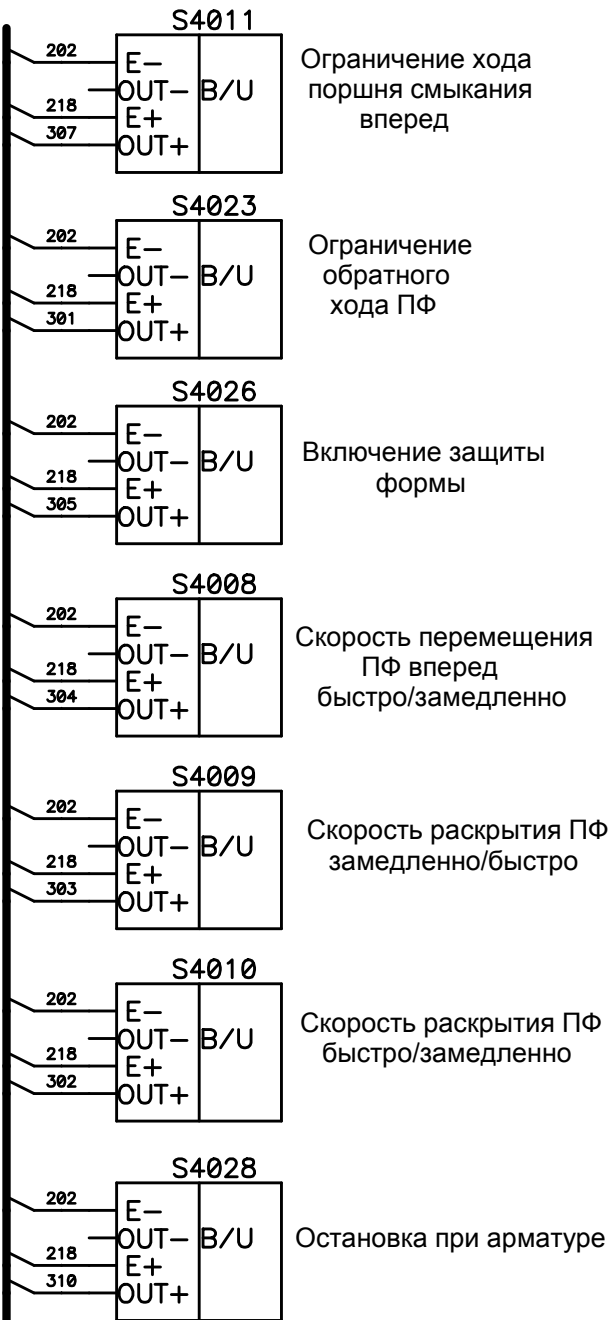 S4011
202
E-
OUT- B/U
218
E+
307
OUT+
Ограничение хода
поршня смыкания
вперед
S4023
202
E-
OUT- B/U
218
E+
301
OUT+
Ограничение
обратного
хода ПФ
S4026
202
E-
OUT- B/U
218
E+
305
OUT+
Включение защиты
формы
S4008
202
E-
OUT- B/U
218
E+
304
OUT+
Скорость перемещения
ПФ вперед
быстро/замедленно
S4009
202
E-
OUT- B/U
218
E+
303
OUT+
Скорость раскрытия ПФ
замедленно/быстро
S4010
202
E-
OUT- B/U
218
E+
302
OUT+
Скорость раскрытия ПФ
быстро/замедленно
S4028
202
E-
OUT- B/U
218
E+
310
OUT+
Остановка при арматуре